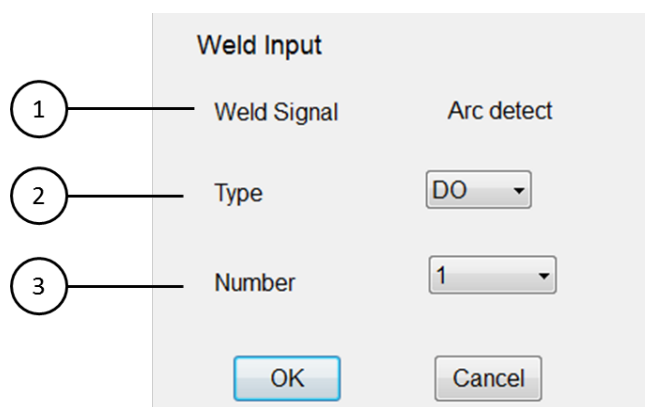 Weld Input
1 Weld Signal Arc detect
2 Type DO
3 Number 1
OK Cancel